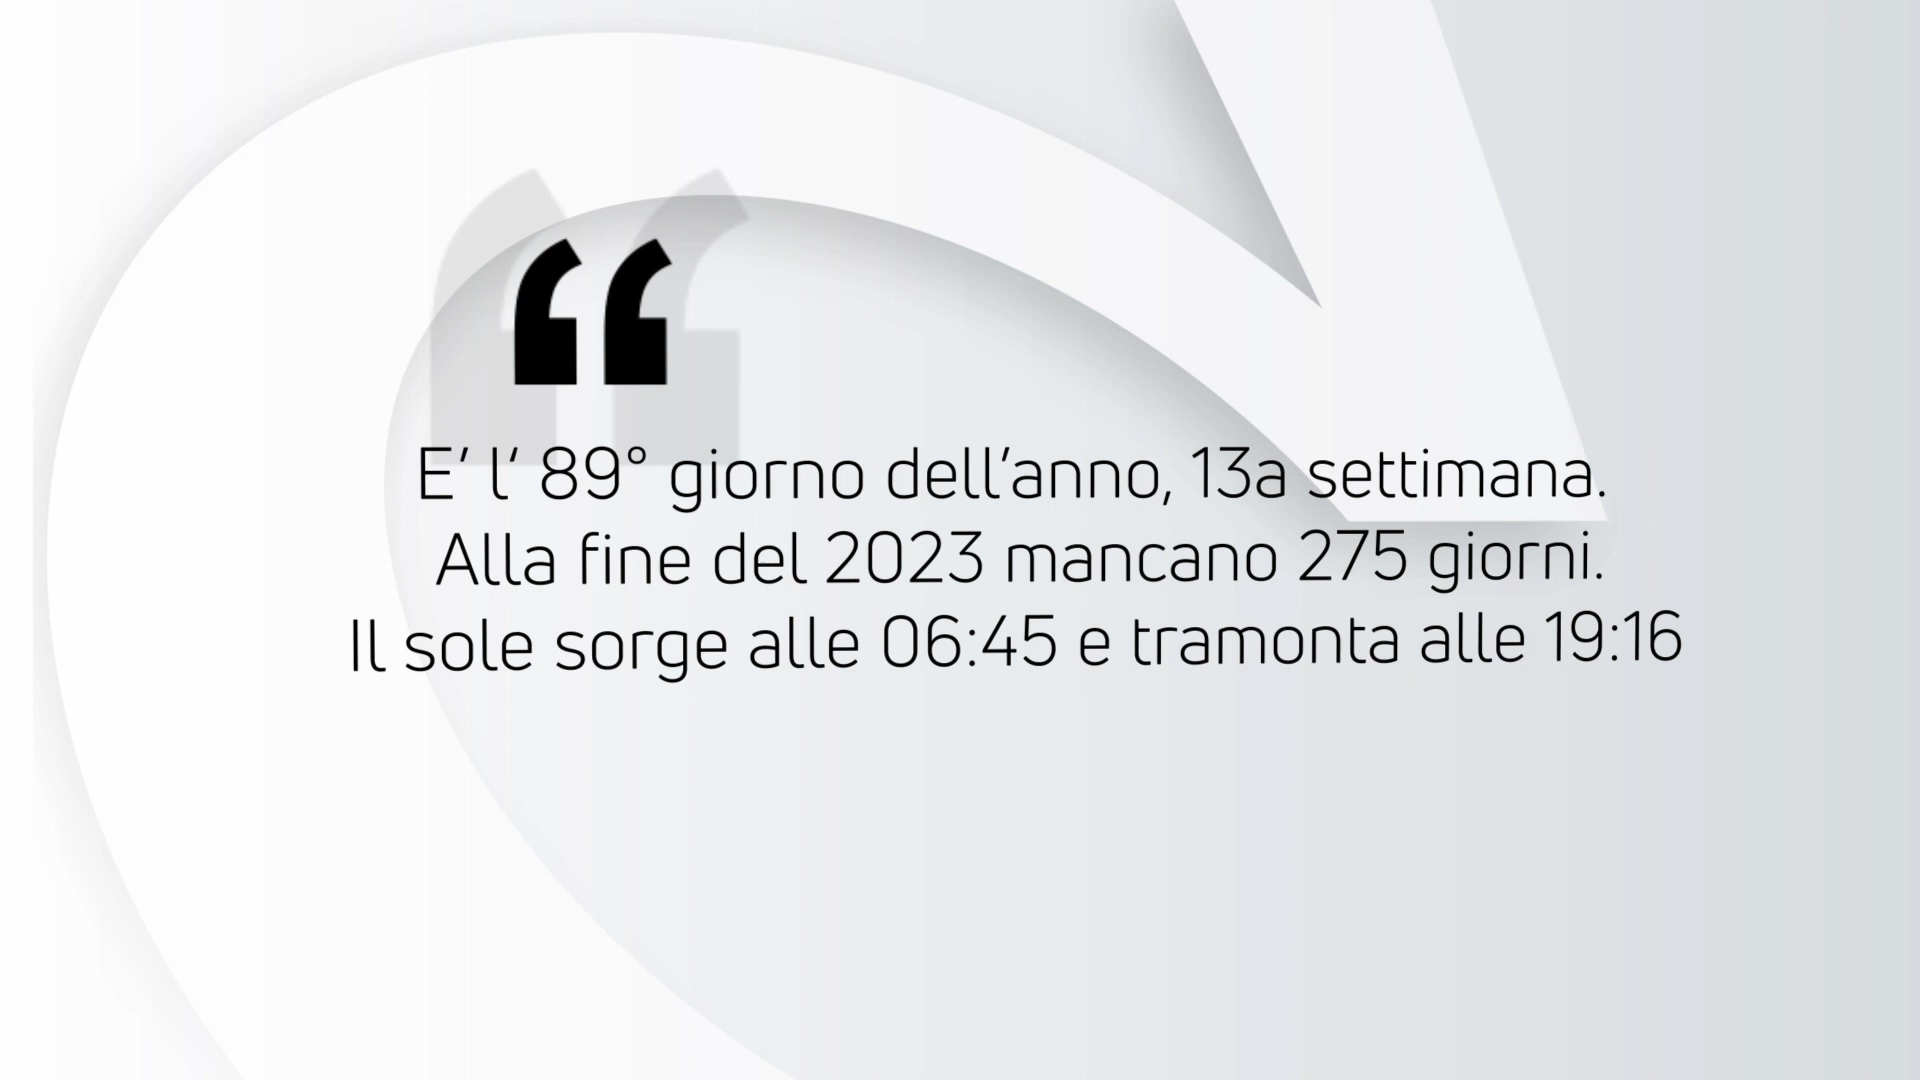 E’ l‘ 89° giorno dell’anno, 13a settimana.
Alla fine del 2023 mancano 275 giorni.
Il sole sorge alle 06:45 e tramonta alle 19:16